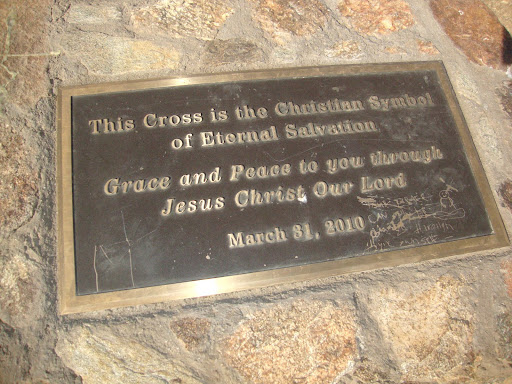 This Cross is the Christian Symbol
of Eternal Salvation
Grace and Peace to you through
Jesus Christ Our Lord
March 31, 2010